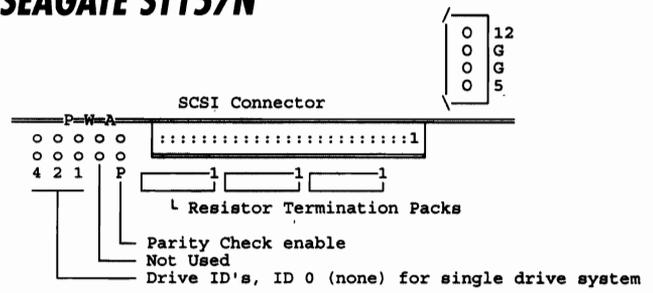 SEAGATE ST157N
12
G
G
5
SCSI Connector
P W A
1
4 2 1 P 1 1 1
Resistor Termination Packs
Parity Check enable
Not Used
Drive ID's, ID 0 (none) for single drive system